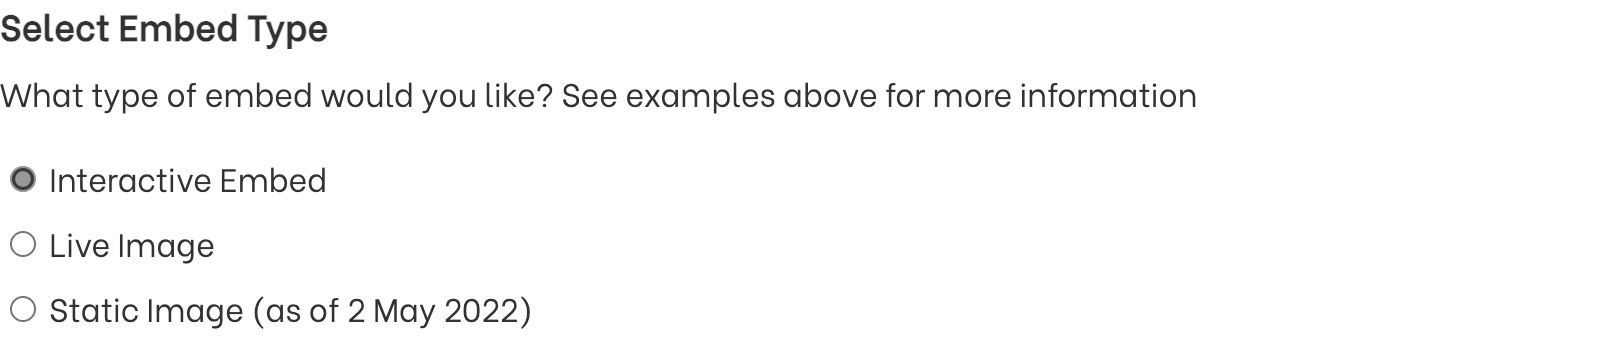 Select Embed Type
What type of embed would you like? See examples above for more information
Interactive Embed
Live Image
Static Image (as of 2 May 2022)